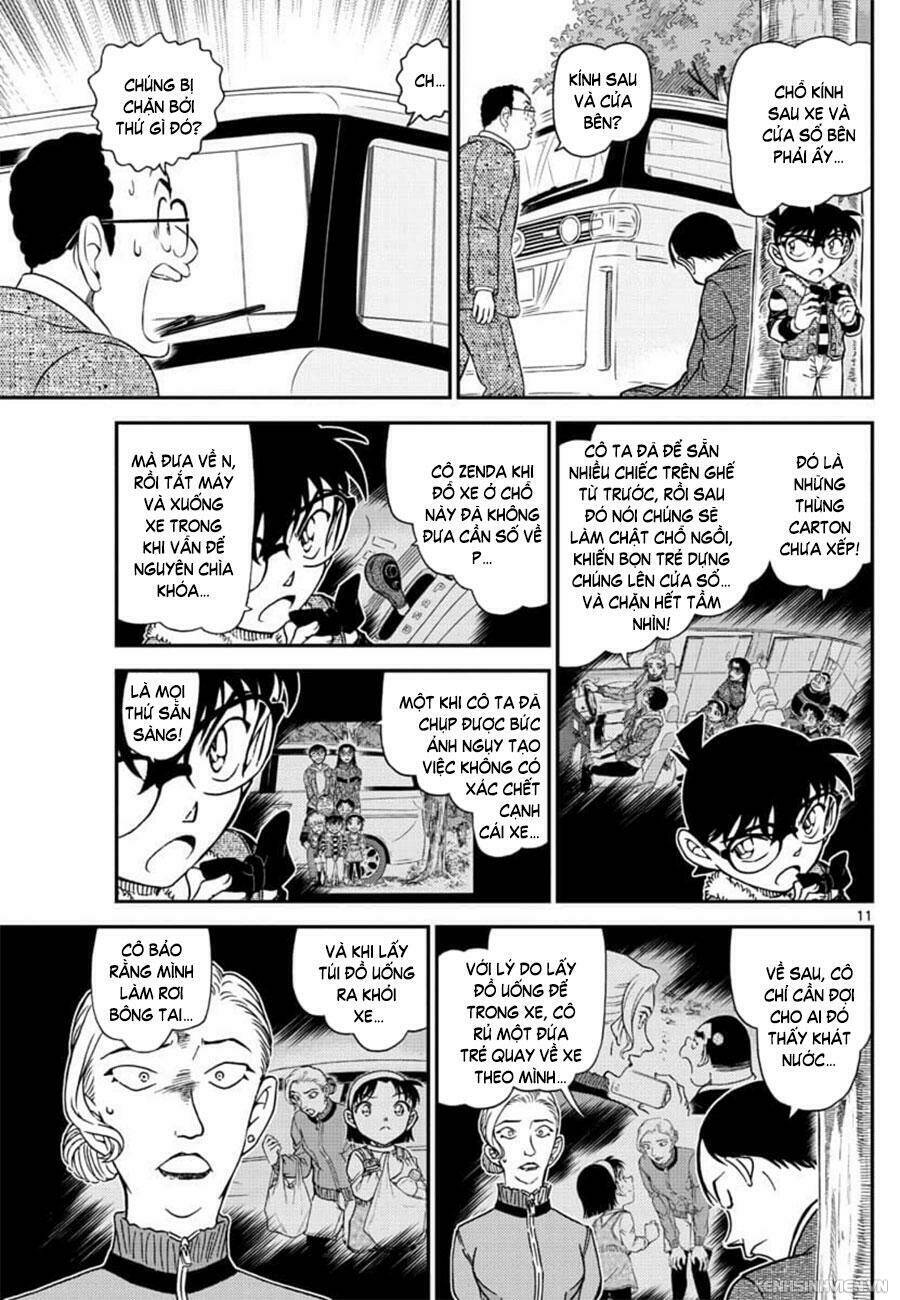 CHỔ KÍNH
SAU XE VÀ
CỬA SỔ BÊN
PHẢI ẤY...
KÍNH SAU
VÀ CỬA
BÊN?
CH...
CHÚNG BỊ
CHẶN BỞI
THỨ GÌ ĐÓ?
ĐÓ LÀ
NHỮNG
THÙNG
CARTON
CHƯA XẾP!
CÔ TA ĐÃ ĐỂ SẴN
NHIỀU CHIẾC TRÊN GHẾ
TỪ TRƯỚC, RỒI SAU
ĐÓ NÓI CHÚNG SẼ
LÀM CHẬT CHỔ NGỒI,
KHIẾN BỌN TRẺ DỰNG
CHÚNG LÊN CỬA SỔ...
VÀ CHẶN HẾT TẦM
NHÌN!
CÔ ZENDA KHI
ĐỔ XE Ở CHỔ
NÀY ĐÃ KHÔNG
ĐƯA CẦN SỐ VỀ
P...
MÀ ĐƯA VỀ N,
RỒI TẮT MÁY
VÀ XUỐNG
XE TRONG
KHI VẪN ĐỂ
NGUYÊN CHÌA
KHÓA...
MỘT KHI CÔ TA ĐÃ
CHỤP ĐƯỢC BỨC
ẢNH NGỤY TẠO
VIỆC KHÔNG CÓ
XÁC CHẾT
CẠNH
CÁI XE...
LÀ MỌI
THỨ SẴN
SÀNG!
11
VỀ SAU, CÔ
CHỈ CẦN ĐỢI
CHO AI ĐÓ
THẤY KHÁT
NƯỚC...
VỚI LÝ DO LẤY
ĐỒ UỐNG ĐỂ
TRONG XE, CÔ
RỦ MỘT ĐỨA
TRẺ QUAY VỀ XE
THEO MÌNH...
VÀ KHI LẤY
TÚI ĐỒ UỐNG
RA KHỎI
XE...
CÔ BẢO
RẰNG MÌNH
LÀM RƠI
BÔNG TAI...
KENHSINHVIEN.VN